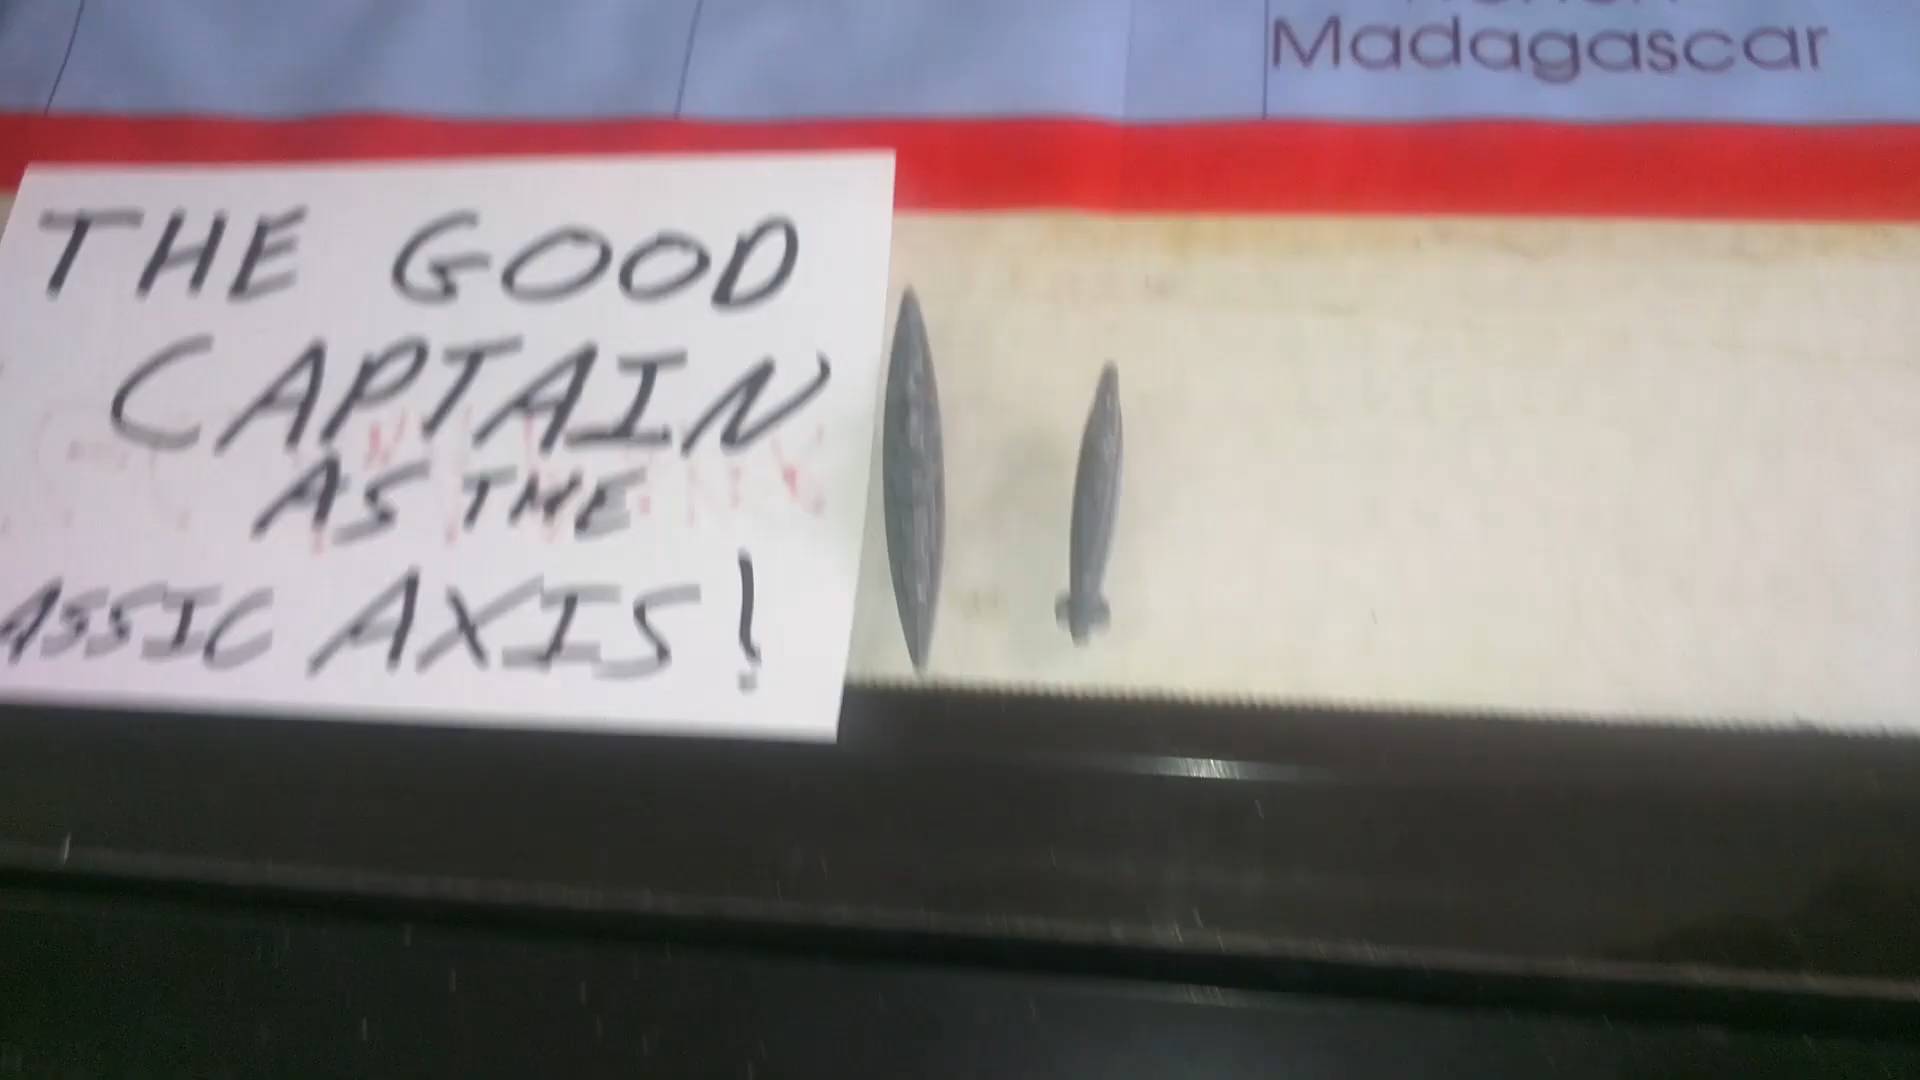 Madagascar
THE GOOD
CAPTAIN
AS THE
ASSIC AXIS!